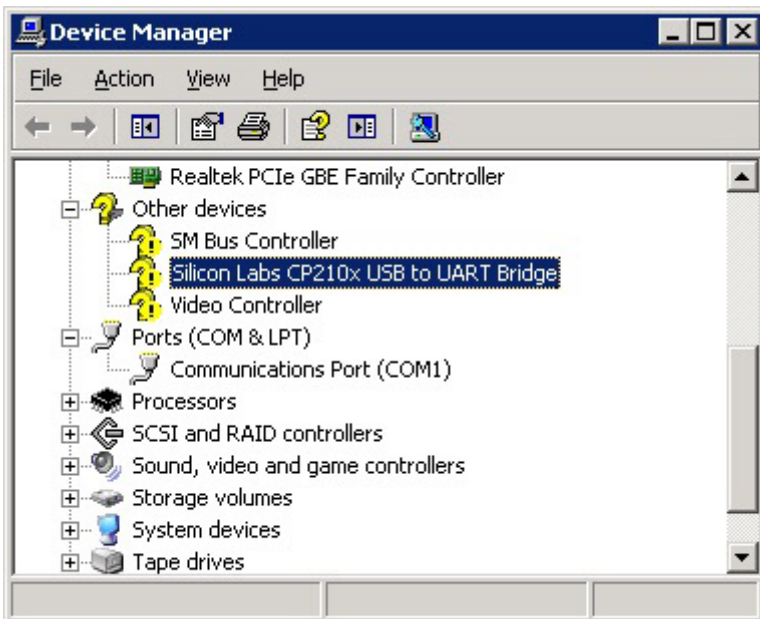 Device Manager
File Action View Help
Realtek PCIe GBE Family Controller
Other devices
SM Bus Controller
Silicon Labs CP210x USB to UART Bridge
Video Controller
Ports (COM & LPT)
Communications Port (COM1)
Processors
SCSI and RAID controllers
Sound, video and game controllers
Storage volumes
System devices
Tape drives